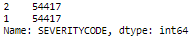 2    54417
1    54417
Name: SEVERITYCODE, dtype: int64